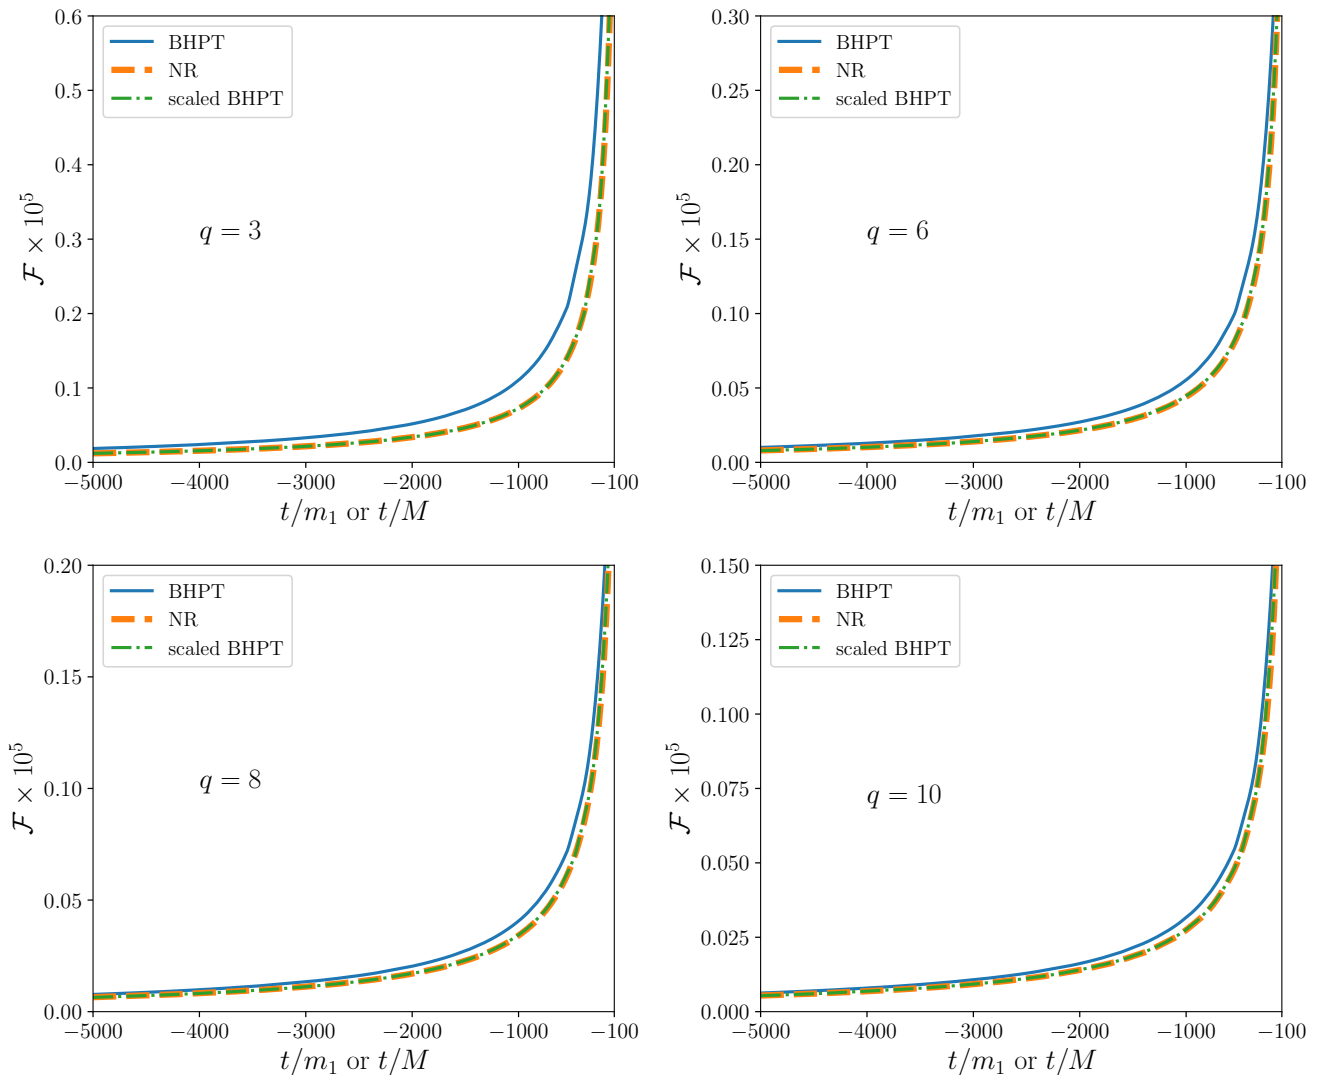 0.6
0.5
0.4
0.3
0.2
0.1
0.0
BHPT
NR
scaled BHPT
q = 3
F × 10^5
−5000 −4000 −3000 −2000 −1000 −100
t/m_1 or t/M
0.30
0.25
0.20
0.15
0.10
0.05
0.00
BHPT
NR
scaled BHPT
q = 6
F × 10^5
−5000 −4000 −3000 −2000 −1000 −100
t/m_1 or t/M
0.20
0.15
0.10
0.05
0.00
BHPT
NR
scaled BHPT
q = 8
F × 10^5
−5000 −4000 −3000 −2000 −1000 −100
t/m_1 or t/M
0.150
0.125
0.100
0.075
0.050
0.025
0.000
BHPT
NR
scaled BHPT
q = 10
F × 10^5
−5000 −4000 −3000 −2000 −1000 −100
t/m_1 or t/M